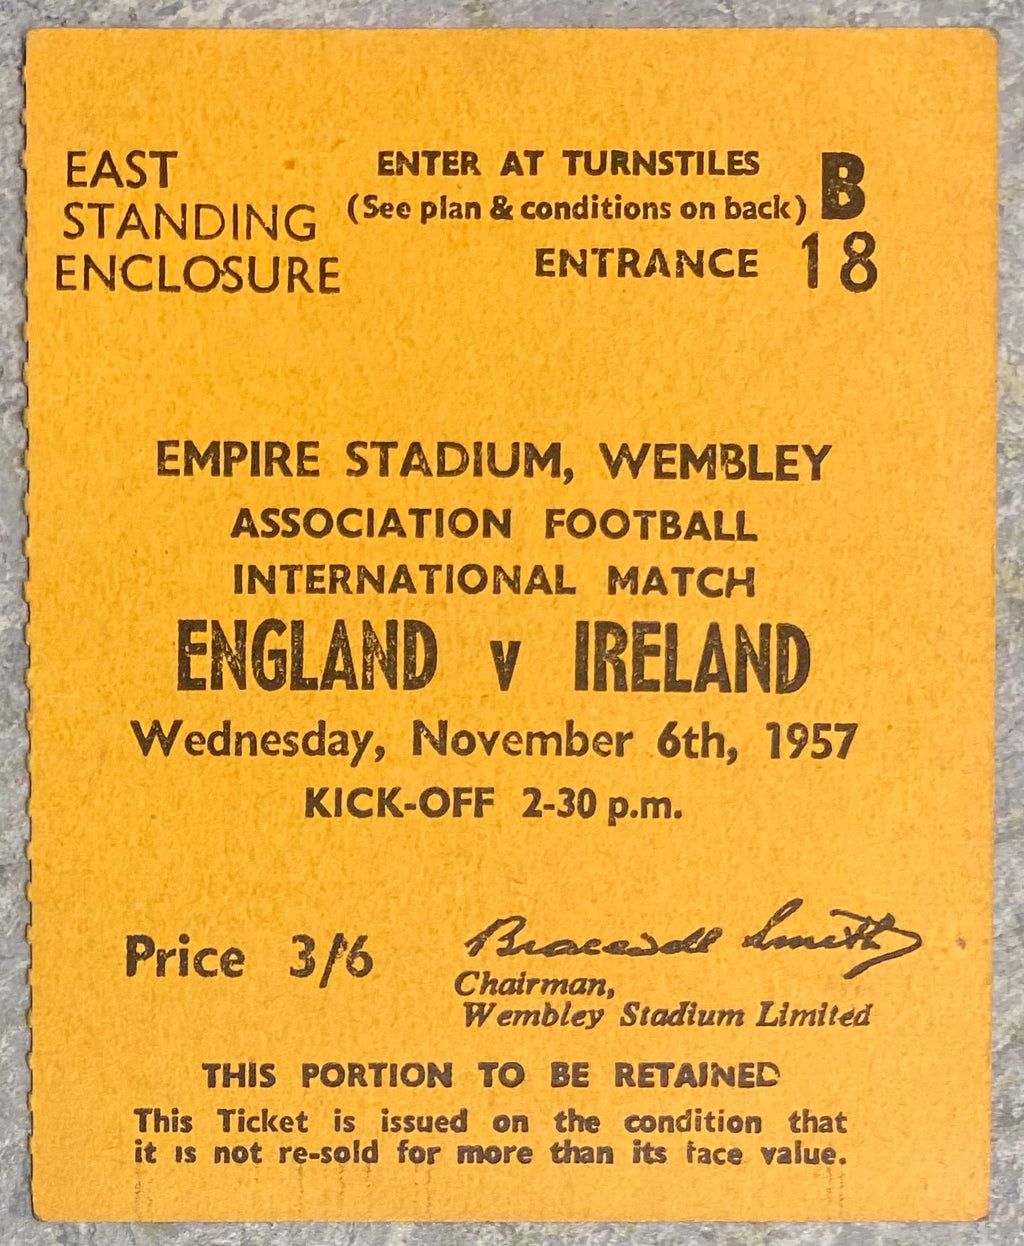 EAST
STANDING
ENCLOSURE
ENTER AT TURNSTILES B
(See plan & conditions on back)
ENTRANCE 18
EMPIRE STADIUM, WEMBLEY
ASSOCIATION FOOTBALL
INTERNATIONAL MATCH
ENGLAND v IRELAND
Wednesday, November 6th, 1957
KICK-OFF 2-30 p.m.
Price 3/6
Bracewell Smith
Chairman,
Wembley Stadium Limited
THIS PORTION TO BE RETAINED
This Ticket is issued on the condition that
it is not re-sold for more than its face value.